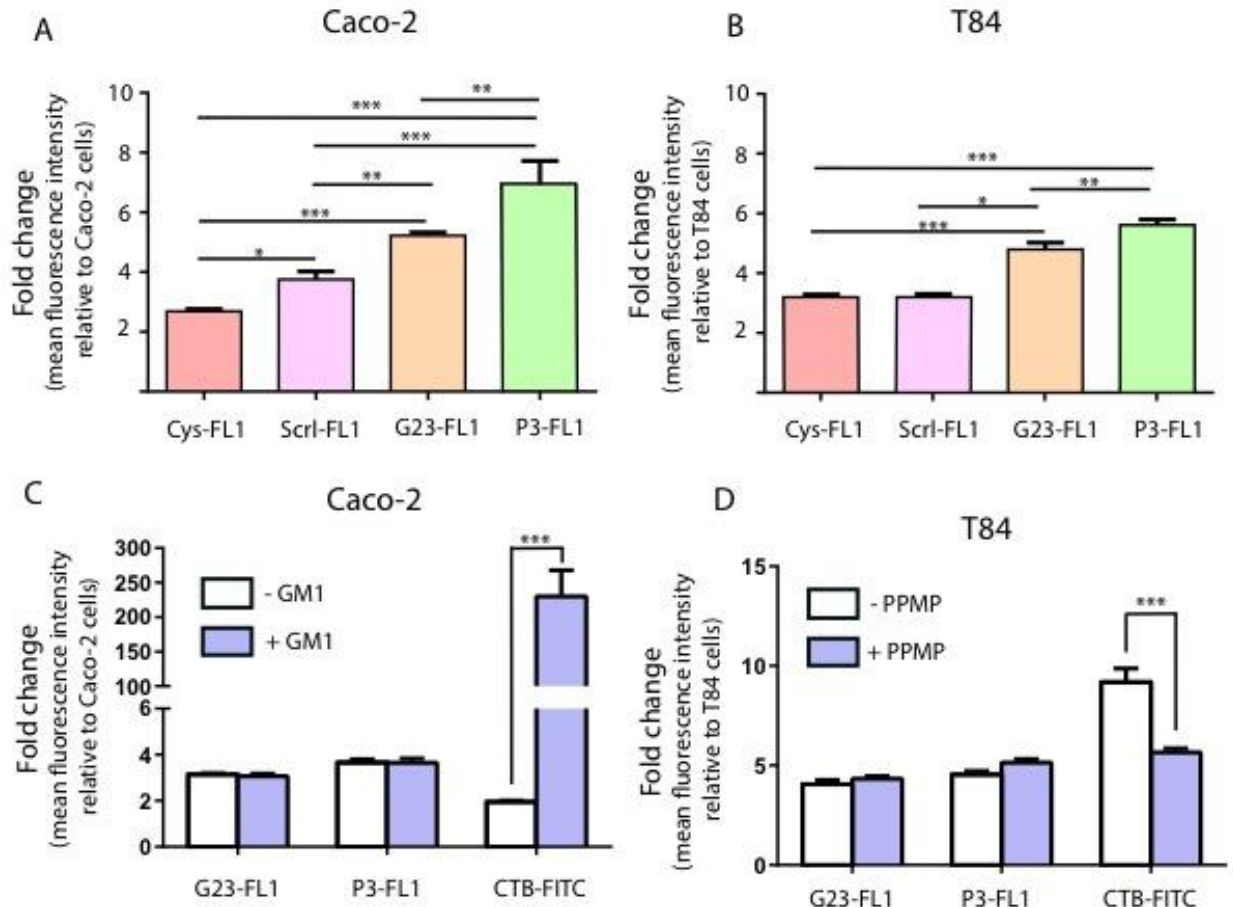 A
Caco-2
Fold change
(mean fluorescence intensity
relative to Caco-2 cells)
10
8
6
4
2
***
**
***
**
***
*
Cys-FL1
Scrl-FL1
G23-FL1
P3-FL1
B
T84
Fold change
(mean fluorescence intensity
relative to T84 cells)
10
8
6
4
2
***
**
*
***
Cys-FL1
Scrl-FL1
G23-FL1
P3-FL1
C
Caco-2
Fold change
(mean fluorescence intensity
relative to Caco-2 cells)
300
250
200
150
100
6
4
2
0
- GM1
+ GM1
***
G23-FL1
P3-FL1
CTB-FITC
D
T84
Fold change
(mean fluorescence intensity
relative to T84 cells)
15
10
5
0
- PPMP
+ PPMP
***
G23-FL1
P3-FL1
CTB-FITC